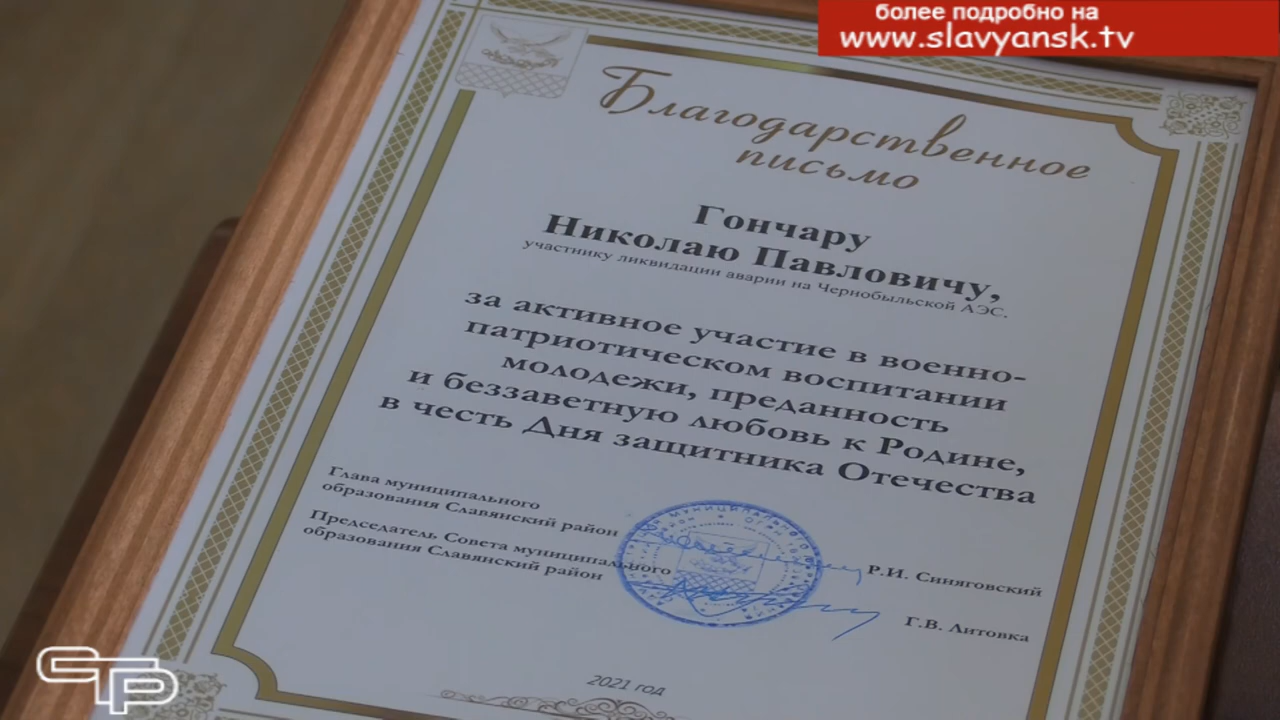 более подробно на
www.slavyansk.tv
Благодарственное
письмо
Гончару
Николаю Павловичу,
участнику ликвидации аварии на Чернобыльской АЭС.
за активное участие в военно-
патриотическом воспитании
молодежи, преданность
и беззаветную любовь к Родине,
в честь Дня защитника Отечества
Глава муниципального
образования Славянский район
Р.И. Синяговский
Председатель Совета муниципального
образования Славянский район
Г.В. Литовка
2021 год
СТР